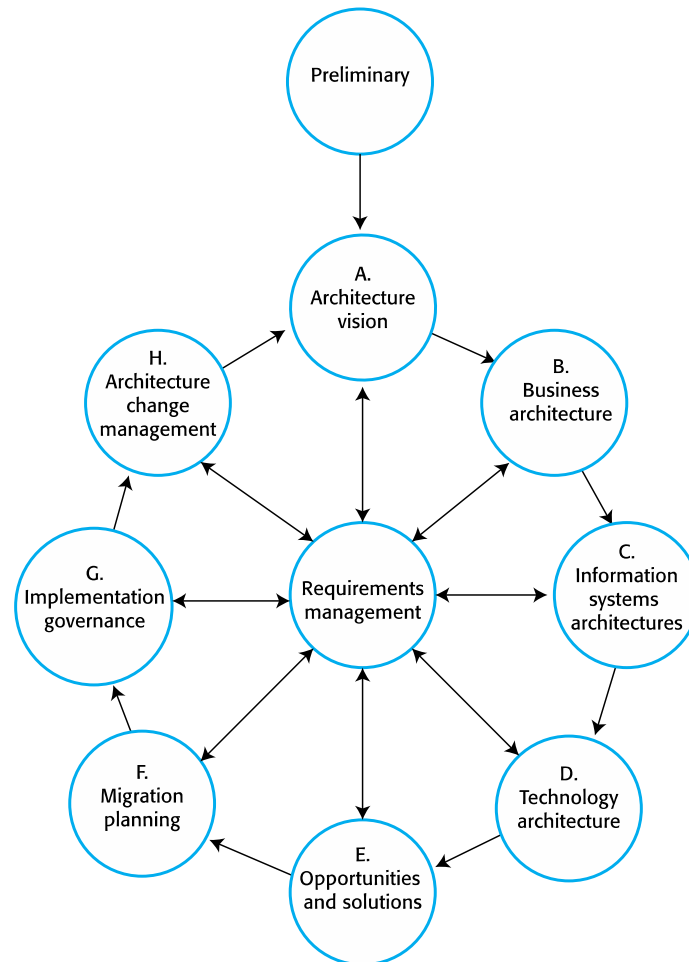 Preliminary
A.
Architecture
vision
B.
Business
architecture
C.
Information
systems
architectures
D.
Technology
architecture
E.
Opportunities
and solutions
F.
Migration
planning
G.
Implementation
governance
H.
Architecture
change
management
Requirements
management